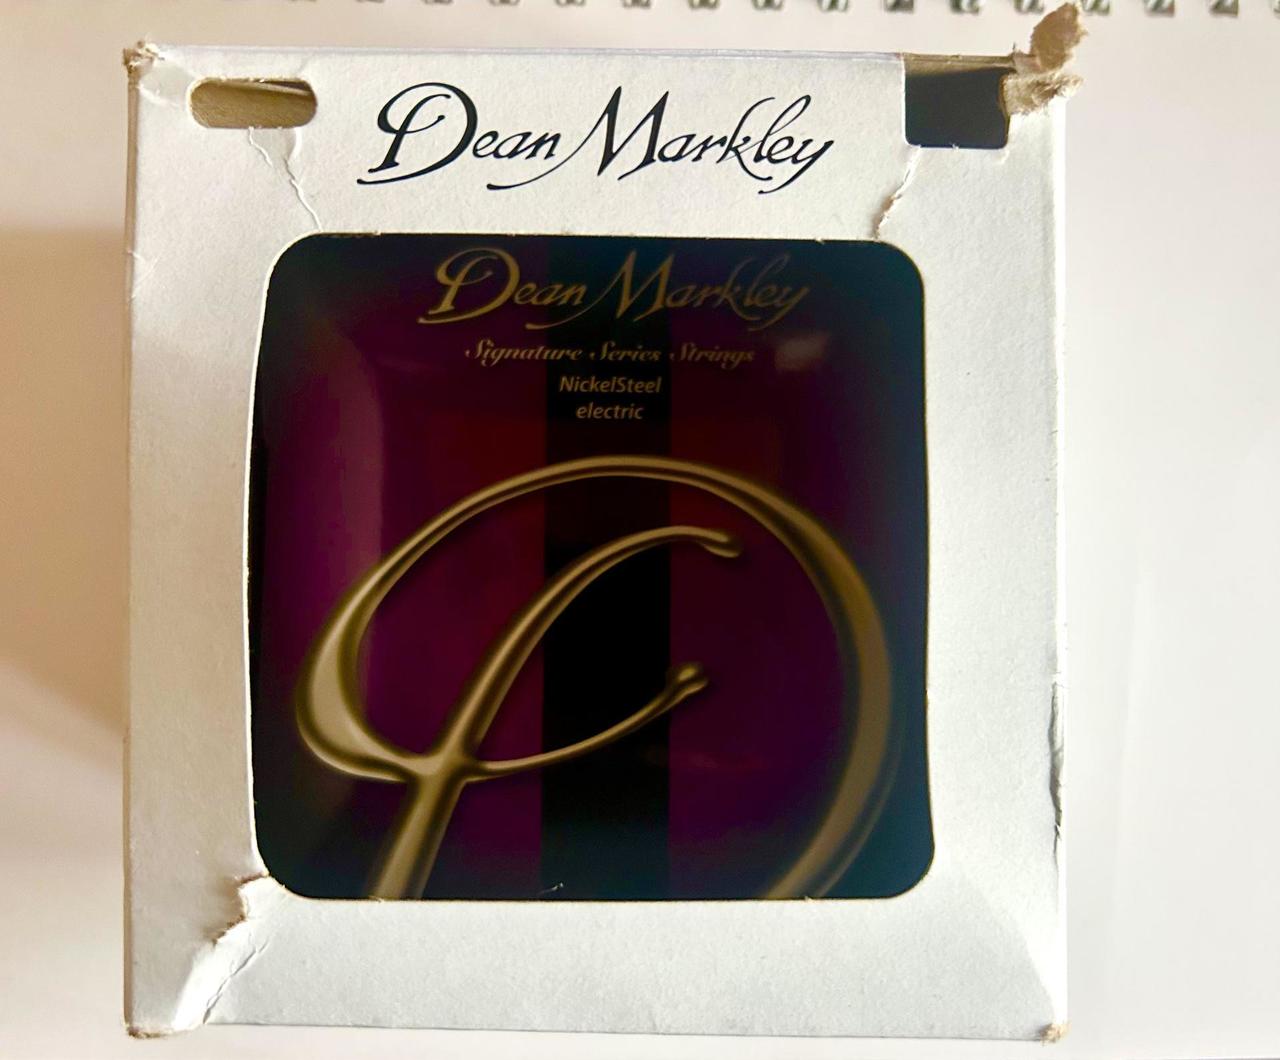 Dean Markley
Dean Markley
Signature Series Strings
NickelSteel
electric